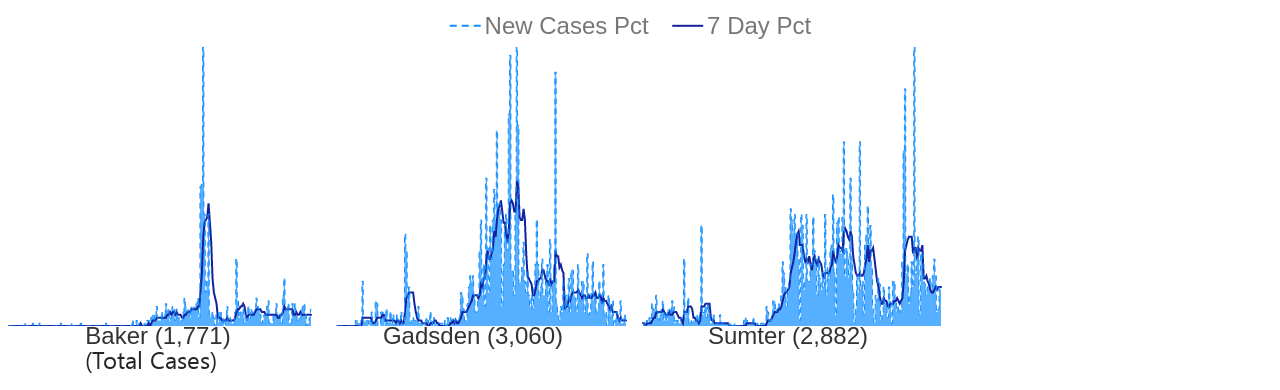 New Cases Pct 7 Day Pct
Baker (1,771) Gadsden (3,060) Sumter (2,882)
(Total Cases)